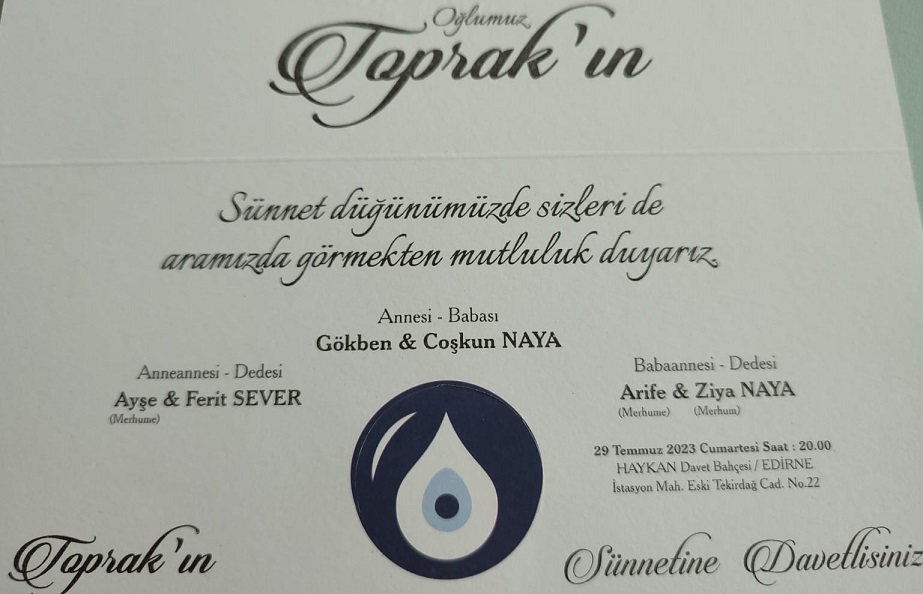 Oğlumuz
Toprak'ın
Sünnet düğünümüzde sizleri de
aramızda görmekten mutluluk duyarız
Annesi - Babası
Gökben & Coşkun NAYA
Anneannesi - Dedesi
Ayşe & Ferit SEVER
(Merhume)
Babaannesi - Dedesi
Arife & Ziya NAYA
(Merhume) (Merhum)
29 Temmuz 2023 Cumartesi Saat : 20.00
HAYKAN Davet Bahçesi / EDİRNE
İstasyon Mah. Eski Tekirdağ Cad. No.22
Toprak'ın Sünnetine Davetlisiniz